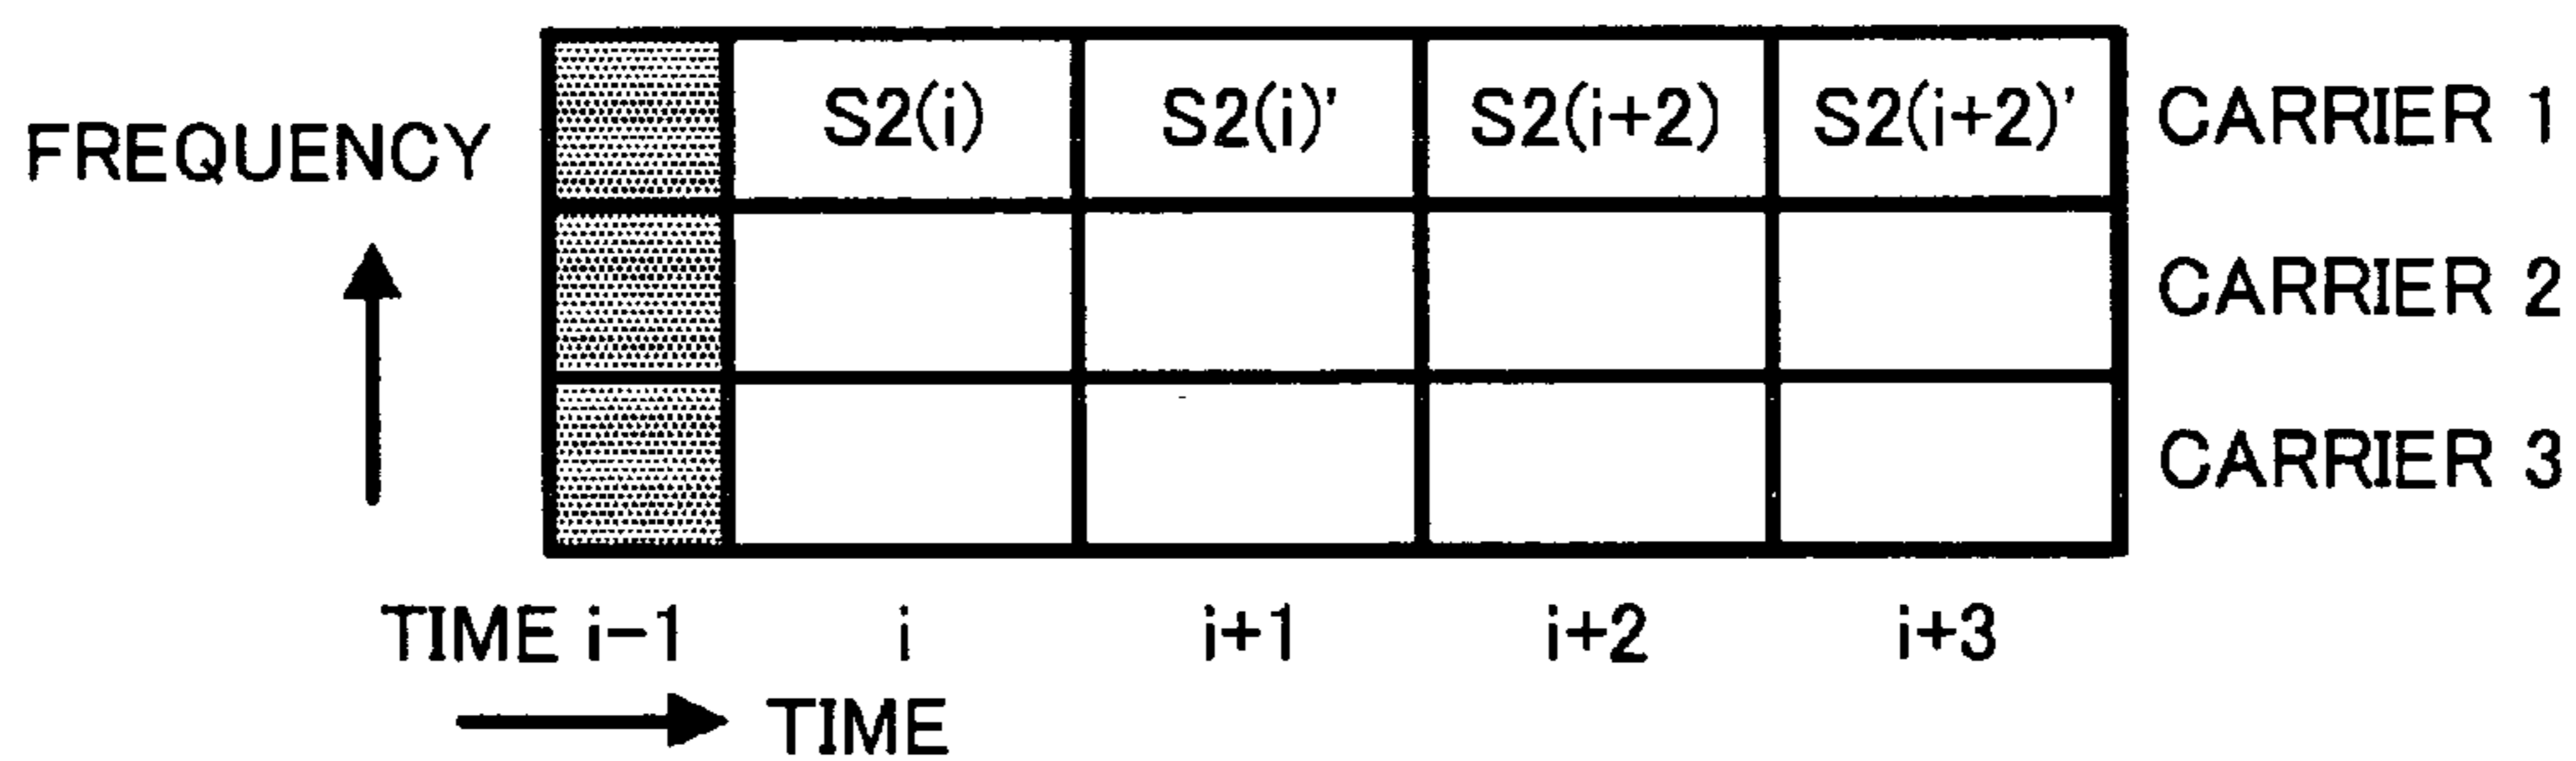 S2(i) S2(i)' S2(i+2) S2(i+2)' CARRIER 1
FREQUENCY
CARRIER 2
CARRIER 3
TIME i-1 i i+1 i+2 i+3
TIME